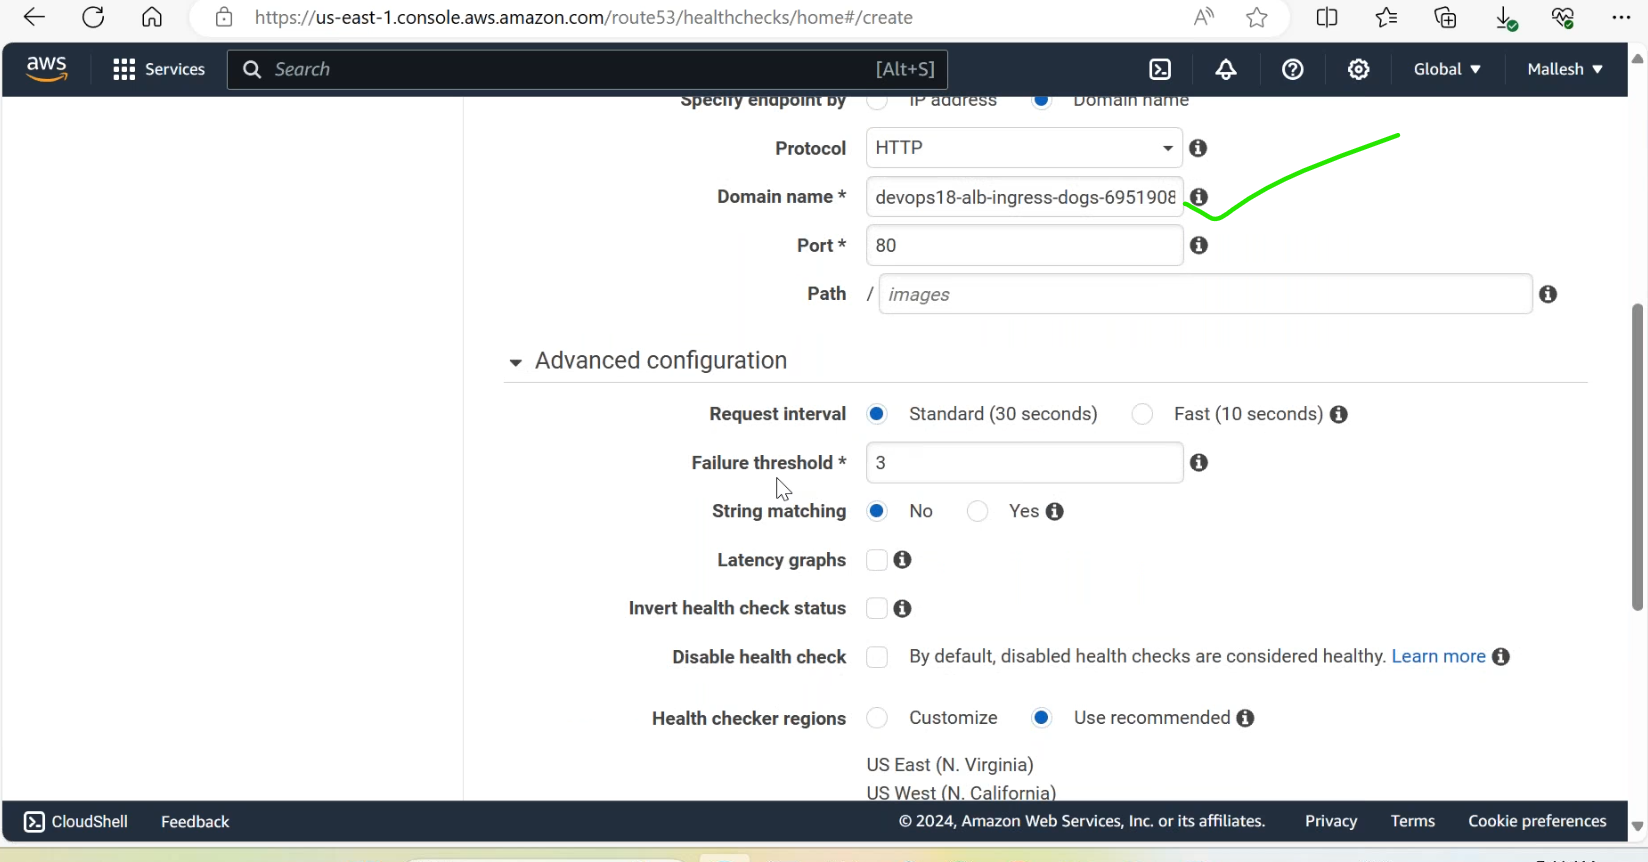 https://us-east-1.console.aws.amazon.com/route53/healthchecks/home#/create
aws Services Search [Alt+S] Global Mallesh
Specify endpoint by IP address Domain name
Protocol HTTP
Domain name * devops18-alb-ingress-dogs-6951908
Port * 80
Path / images
Advanced configuration
Request interval Standard (30 seconds) Fast (10 seconds)
Failure threshold * 3
String matching No Yes
Latency graphs
Invert health check status
Disable health check By default, disabled health checks are considered healthy. Learn more
Health checker regions Customize Use recommended
US East (N. Virginia)
US West (N. California)
CloudShell Feedback © 2024, Amazon Web Services, Inc. or its affiliates. Privacy Terms Cookie preferences